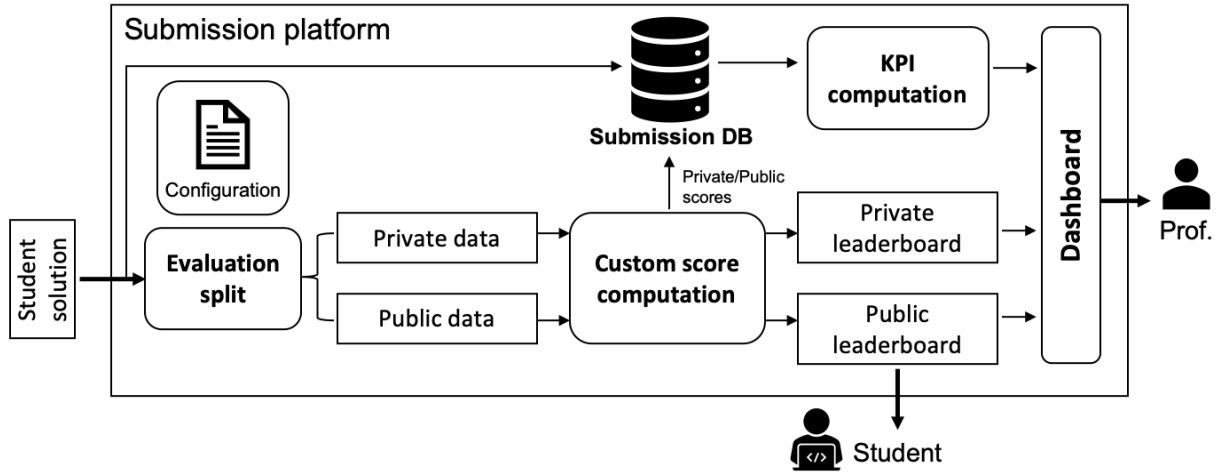 Submission platform
Configuration
Student
solution
Evaluation
split
Private data
Public data
Submission DB
Private/Public
scores
Custom score
computation
KPI
computation
Private
leaderboard
Public
leaderboard
Dashboard
Prof.
</> Student